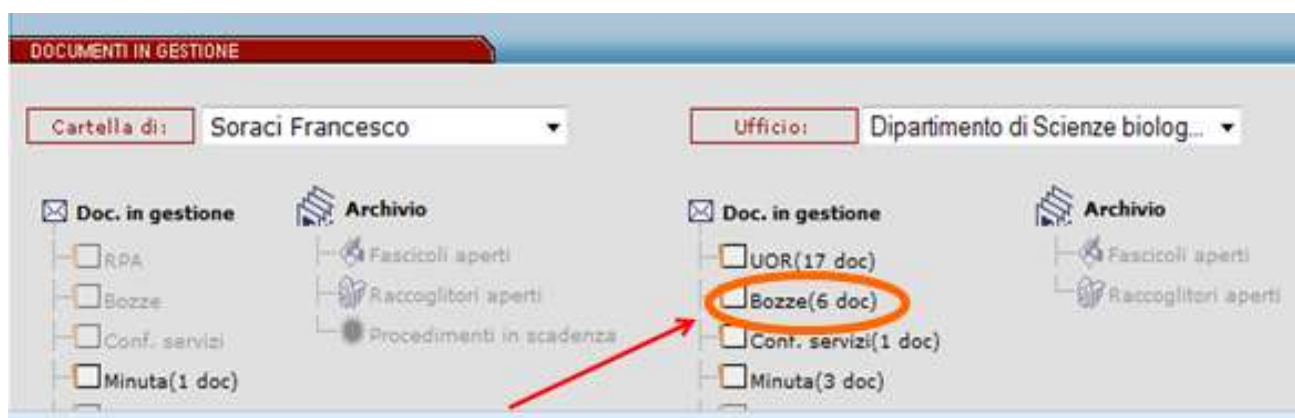 DOCUMENTI IN GESTIONE
Cartella di: Soraci Francesco
Ufficio: Dipartimento di Scienze biolog...
Doc. in gestione
RPA
Bozze
Conf. servizi
Minuta(1 doc)
Archivio
Fascicoli aperti
Raccoglitori aperti
Procedimenti in scadenza
Doc. in gestione
UOR(17 doc)
Bozze(6 doc)
Conf. servizi(1 doc)
Minuta(3 doc)
Archivio
Fascicoli aperti
Raccoglitori aperti